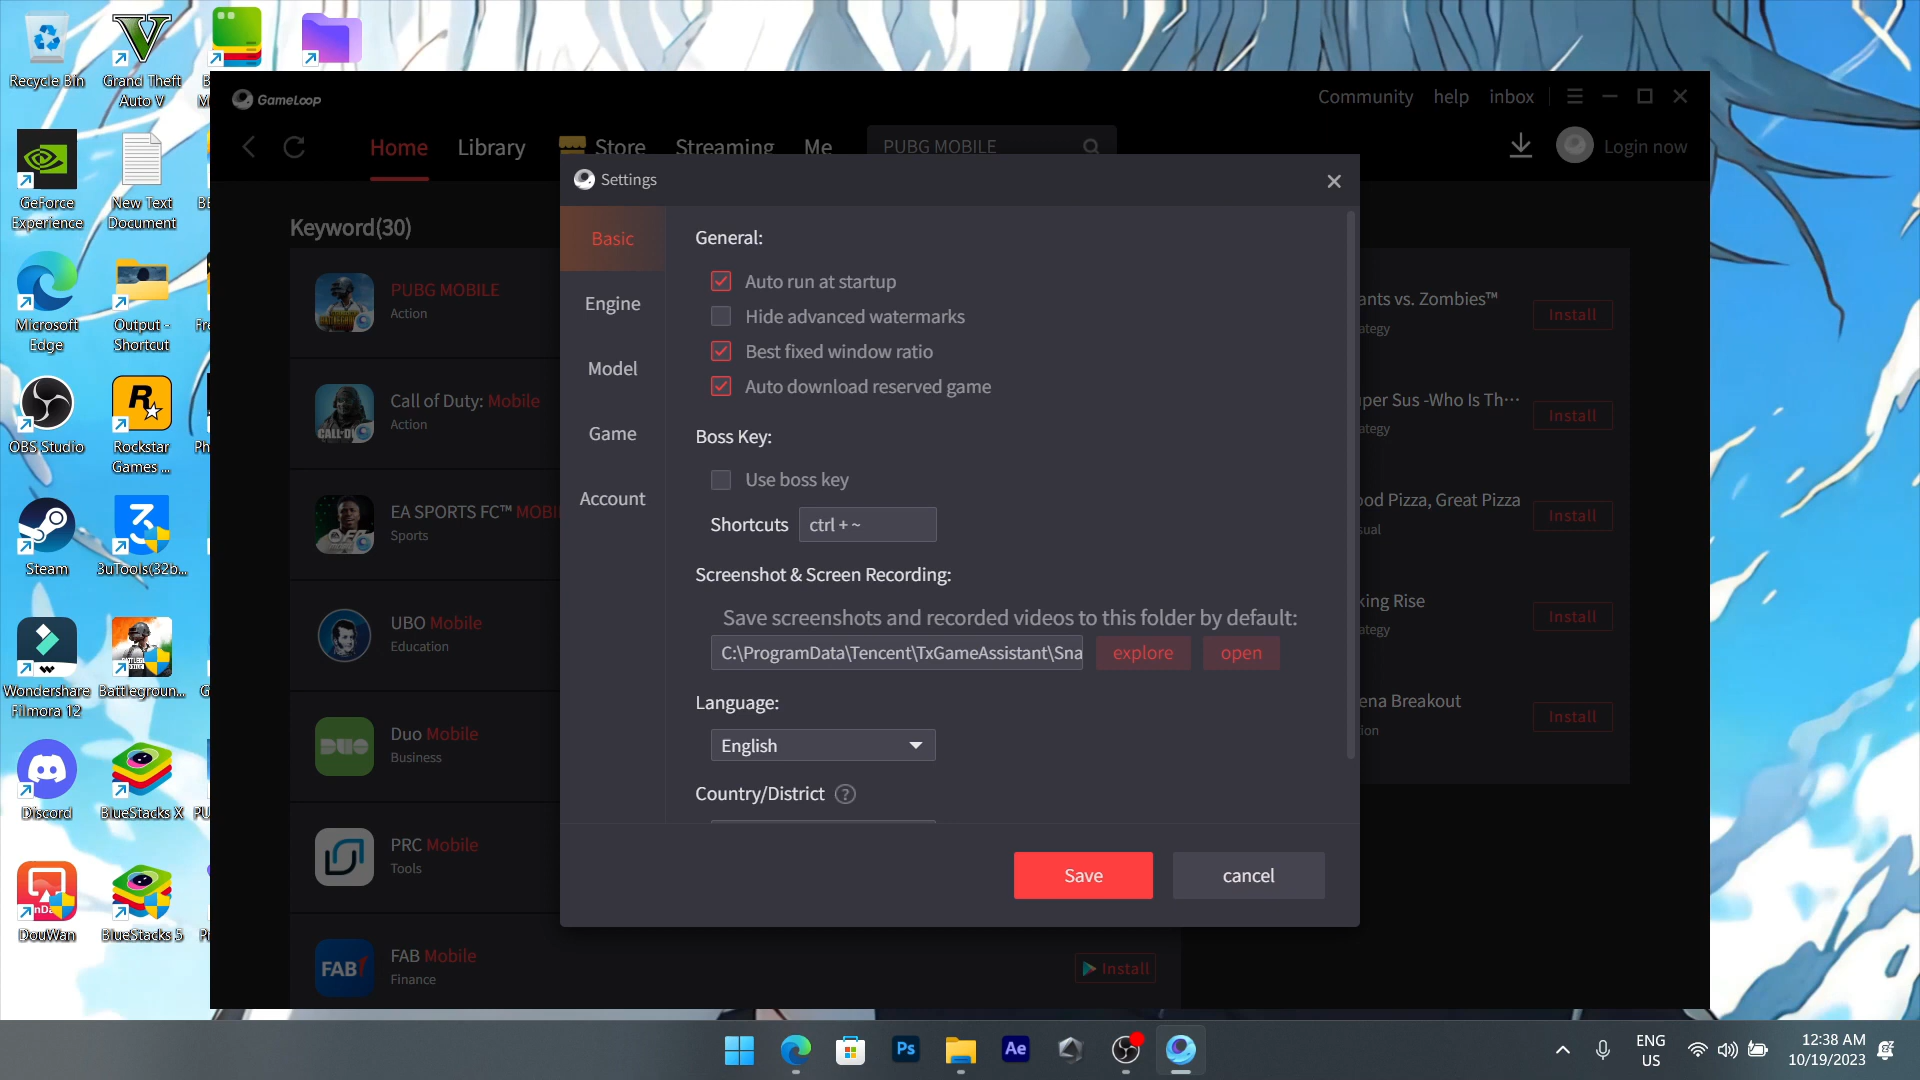 Recycle Bin
Grand Theft
Auto V
GeForce
Experience
New Text
Document
Microsoft
Edge
Output -
Shortcut
OBS Studio
Rockstar
Games ...
Steam
3uTools(32b...
Wondershare
Filmora 12
Battlegroun...
Discord
BlueStacks X
DouWan
BlueStacks 5
GameLoop
Community
help
inbox
Home
Library
Store
Streaming
Me
PUBG MOBILE
Login now
Keyword(30)
PUBG MOBILE
Action
Call of Duty: Mobile
Action
EA SPORTS FC™ MOBI
Sports
UBO Mobile
Education
DUO
Duo Mobile
Business
PRC Mobile
Tools
FAB
FAB Mobile
Finance
Install
Settings
Basic
Engine
Model
Game
Account
General:
Auto run at startup
Hide advanced watermarks
Best fixed window ratio
Auto download reserved game
Boss Key:
Use boss key
Shortcuts
ctrl + ~
Screenshot & Screen Recording:
Save screenshots and recorded videos to this folder by default:
C:\ProgramData\Tencent\TxGameAssistant\Sna
explore
open
Language:
English
Country/District
?
Save
cancel
ants vs. Zombies™
ategy
Install
uper Sus -Who Is Th···
ategy
Install
ood Pizza, Great Pizza
sual
Install
king Rise
ategy
Install
ena Breakout
tion
Install
Ps
Ae
ENG
US
12:38 AM
10/19/2023